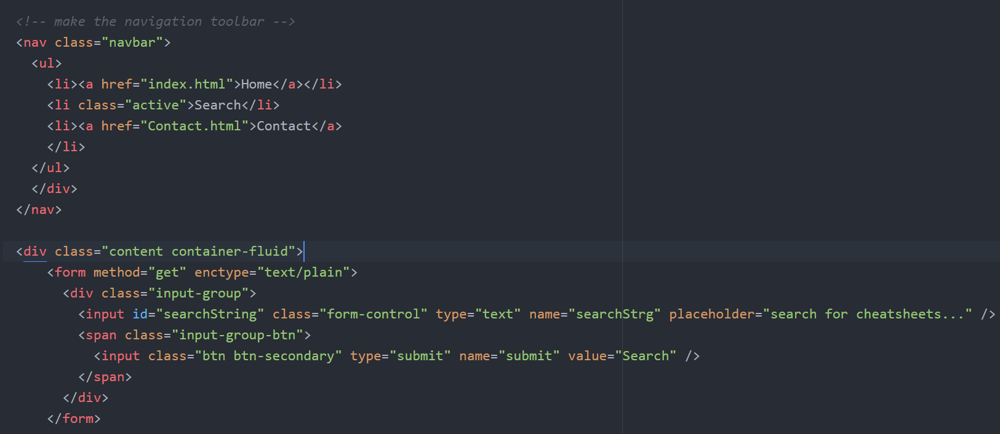 <!-- make the navigation toolbar -->
<nav class="navbar">
  <ul>
    <li><a href="index.html">Home</a></li>
    <li class="active">Search</li>
    <li><a href="Contact.html">Contact</a>
    </li>
  </ul>
  </div>
</nav>

<div class="content container-fluid">
    <form method="get" enctype="text/plain">
      <div class="input-group">
        <input id="searchString" class="form-control" type="text" name="searchStrg" placeholder="search for cheatsheets..." />
        <span class="input-group-btn">
          <input class="btn btn-secondary" type="submit" name="submit" value="Search" />
        </span>
      </div>
    </form>